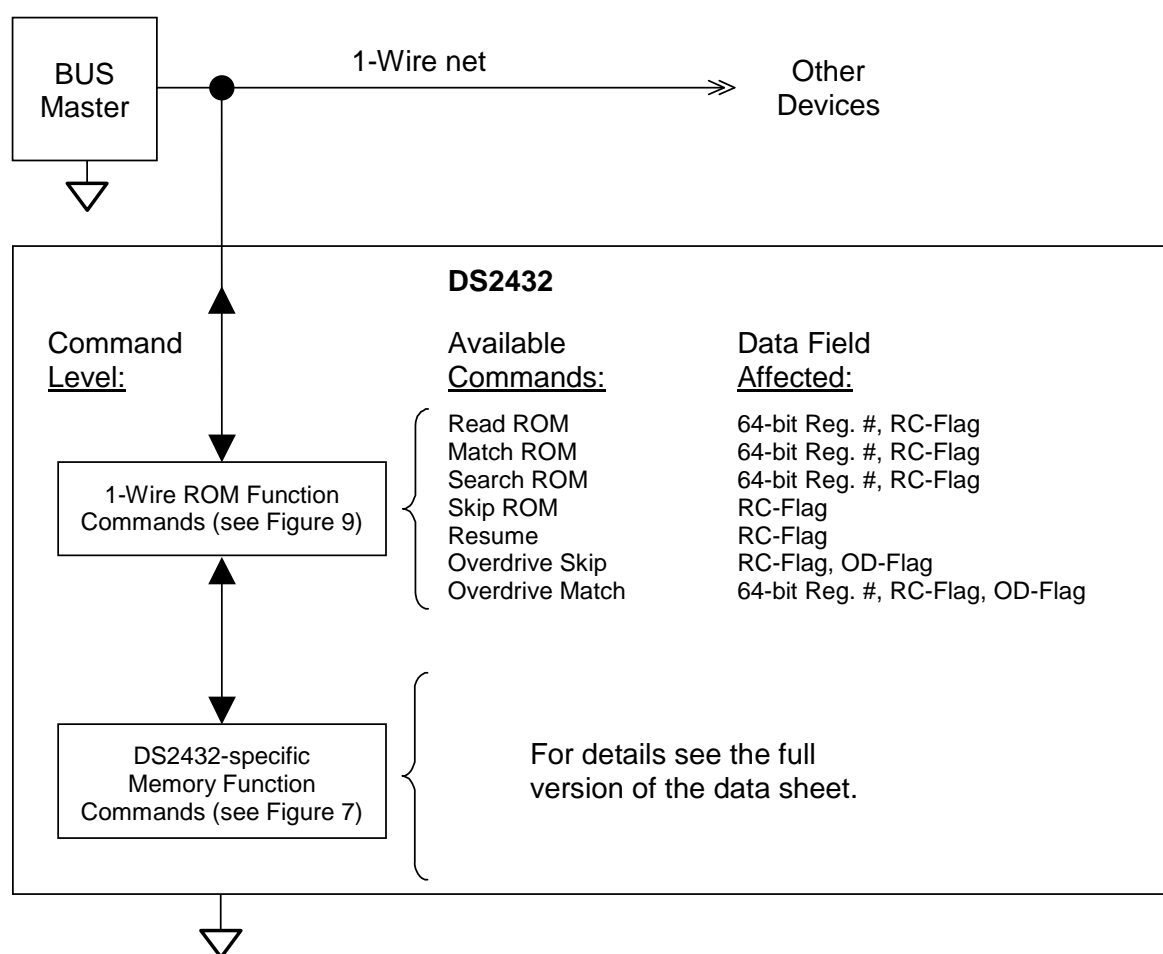 BUS
Master
1-Wire net
Other
Devices
DS2432
Command
Level:
Available
Commands:
Data Field
Affected:
Read ROM 64-bit Reg. #, RC-Flag
Match ROM 64-bit Reg. #, RC-Flag
Search ROM 64-bit Reg. #, RC-Flag
Skip ROM RC-Flag
Resume RC-Flag
Overdrive Skip RC-Flag, OD-Flag
Overdrive Match 64-bit Reg. #, RC-Flag, OD-Flag
1-Wire ROM Function
Commands (see Figure 9)
DS2432-specific
Memory Function
Commands (see Figure 7)
For details see the full
version of the data sheet.